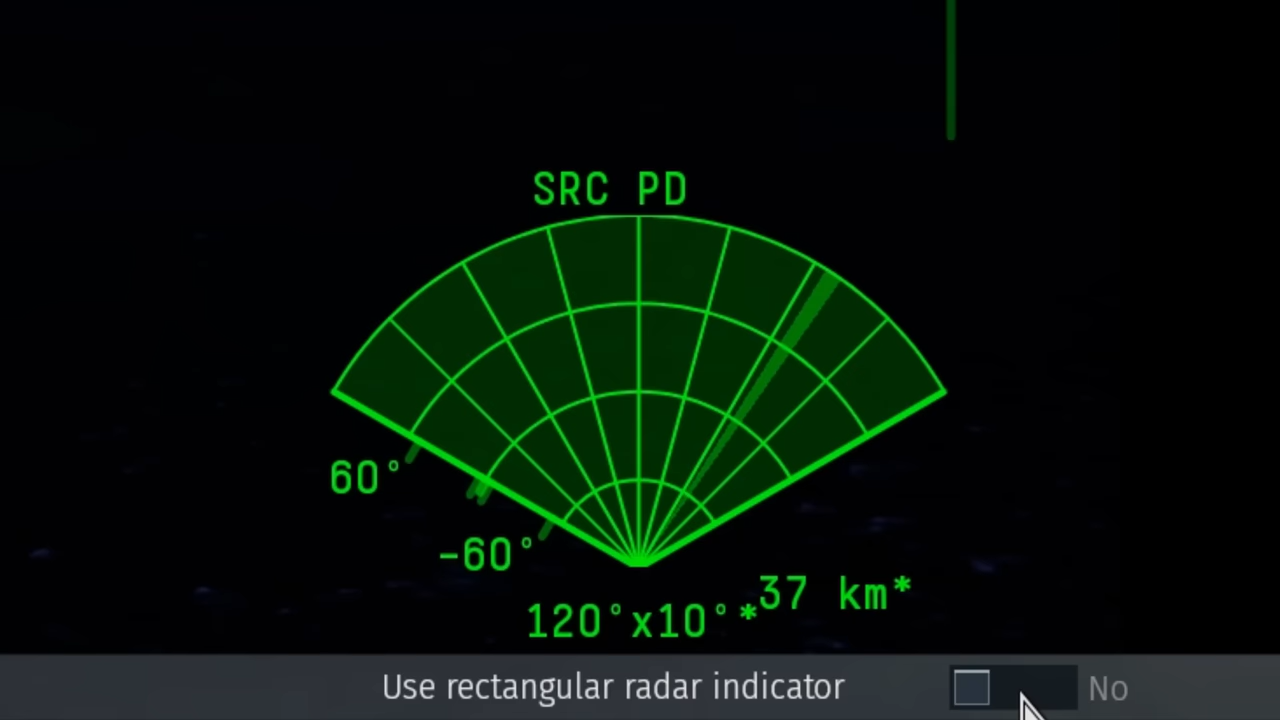 SRC PD
60°
-60°
37 km*
120°x10°*
Use rectangular radar indicator
No